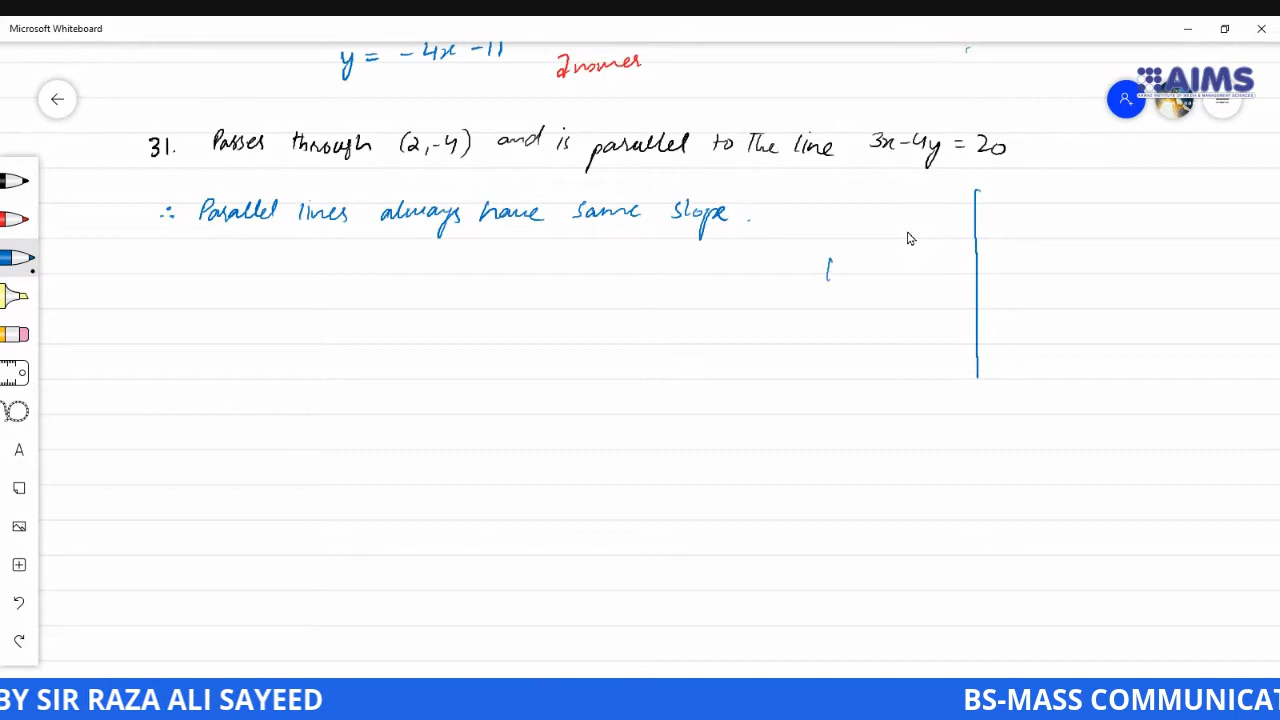 Microsoft Whiteboard
y = -4x -11 Answer
AIMS
31. Passes through (2,-4) and is parallel to The line 3x-4y = 20
∴ Parallel lines always have same slope.
A
BY SIR RAZA ALI SAYEED BS-MASS COMMUNICAT